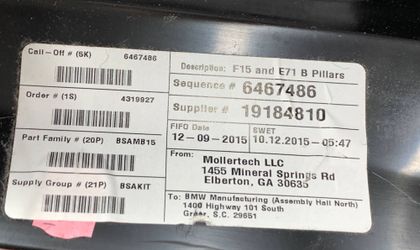 Call-Off # (5K) 6467486
Order # (1S) 4319927
Part Family # (20P) BSAMB15
Supply Group # (21P) BSAKIT
Description: F15 and E71 B Pillars
Sequence # 6467486
Supplier # 19184810
FIFO Date SWET
12-09-2015 10.12.2015-05:47
From: Mollertech LLC
1455 Mineral Springs Rd
Elberton, GA 30635
To: BMW Manufacturing (Assembly Hall North)
1400 Highway 101 South
Greer, S.C. 29651